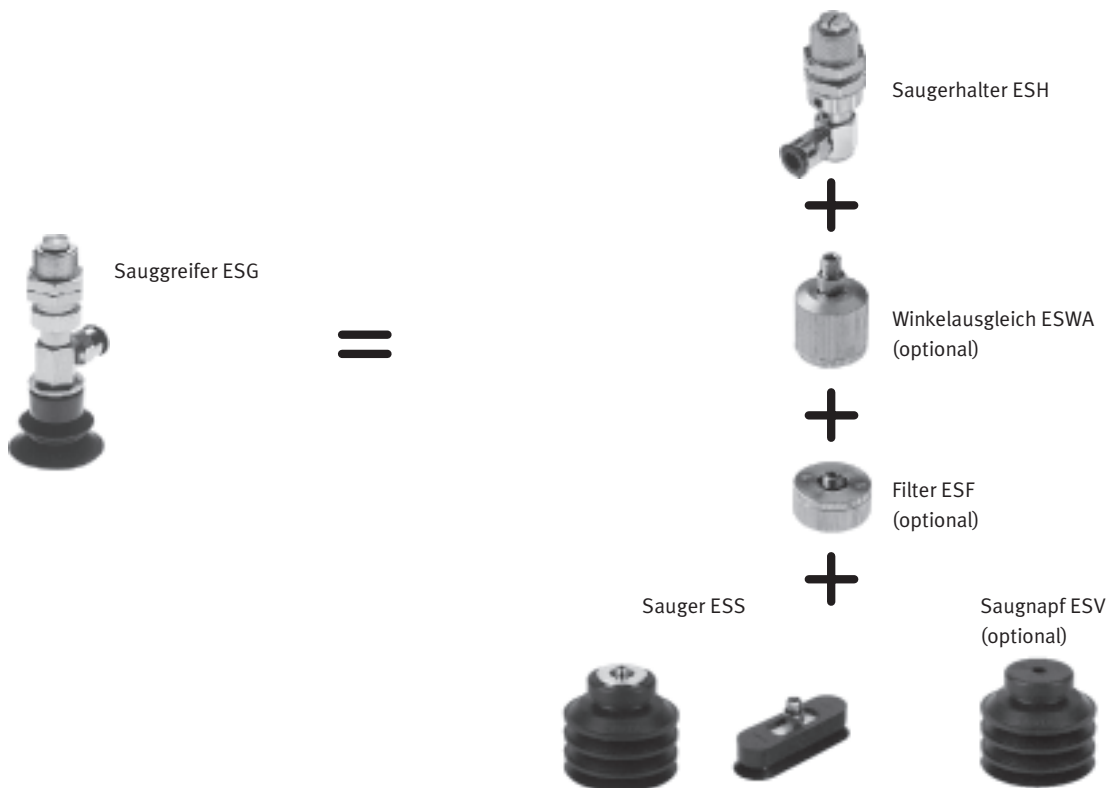 Saugerhalter ESH
Sauggreifer ESG
Winkelausgleich ESWA
(optional)
Filter ESF
(optional)
Sauger ESS
Saugnapf ESV
(optional)